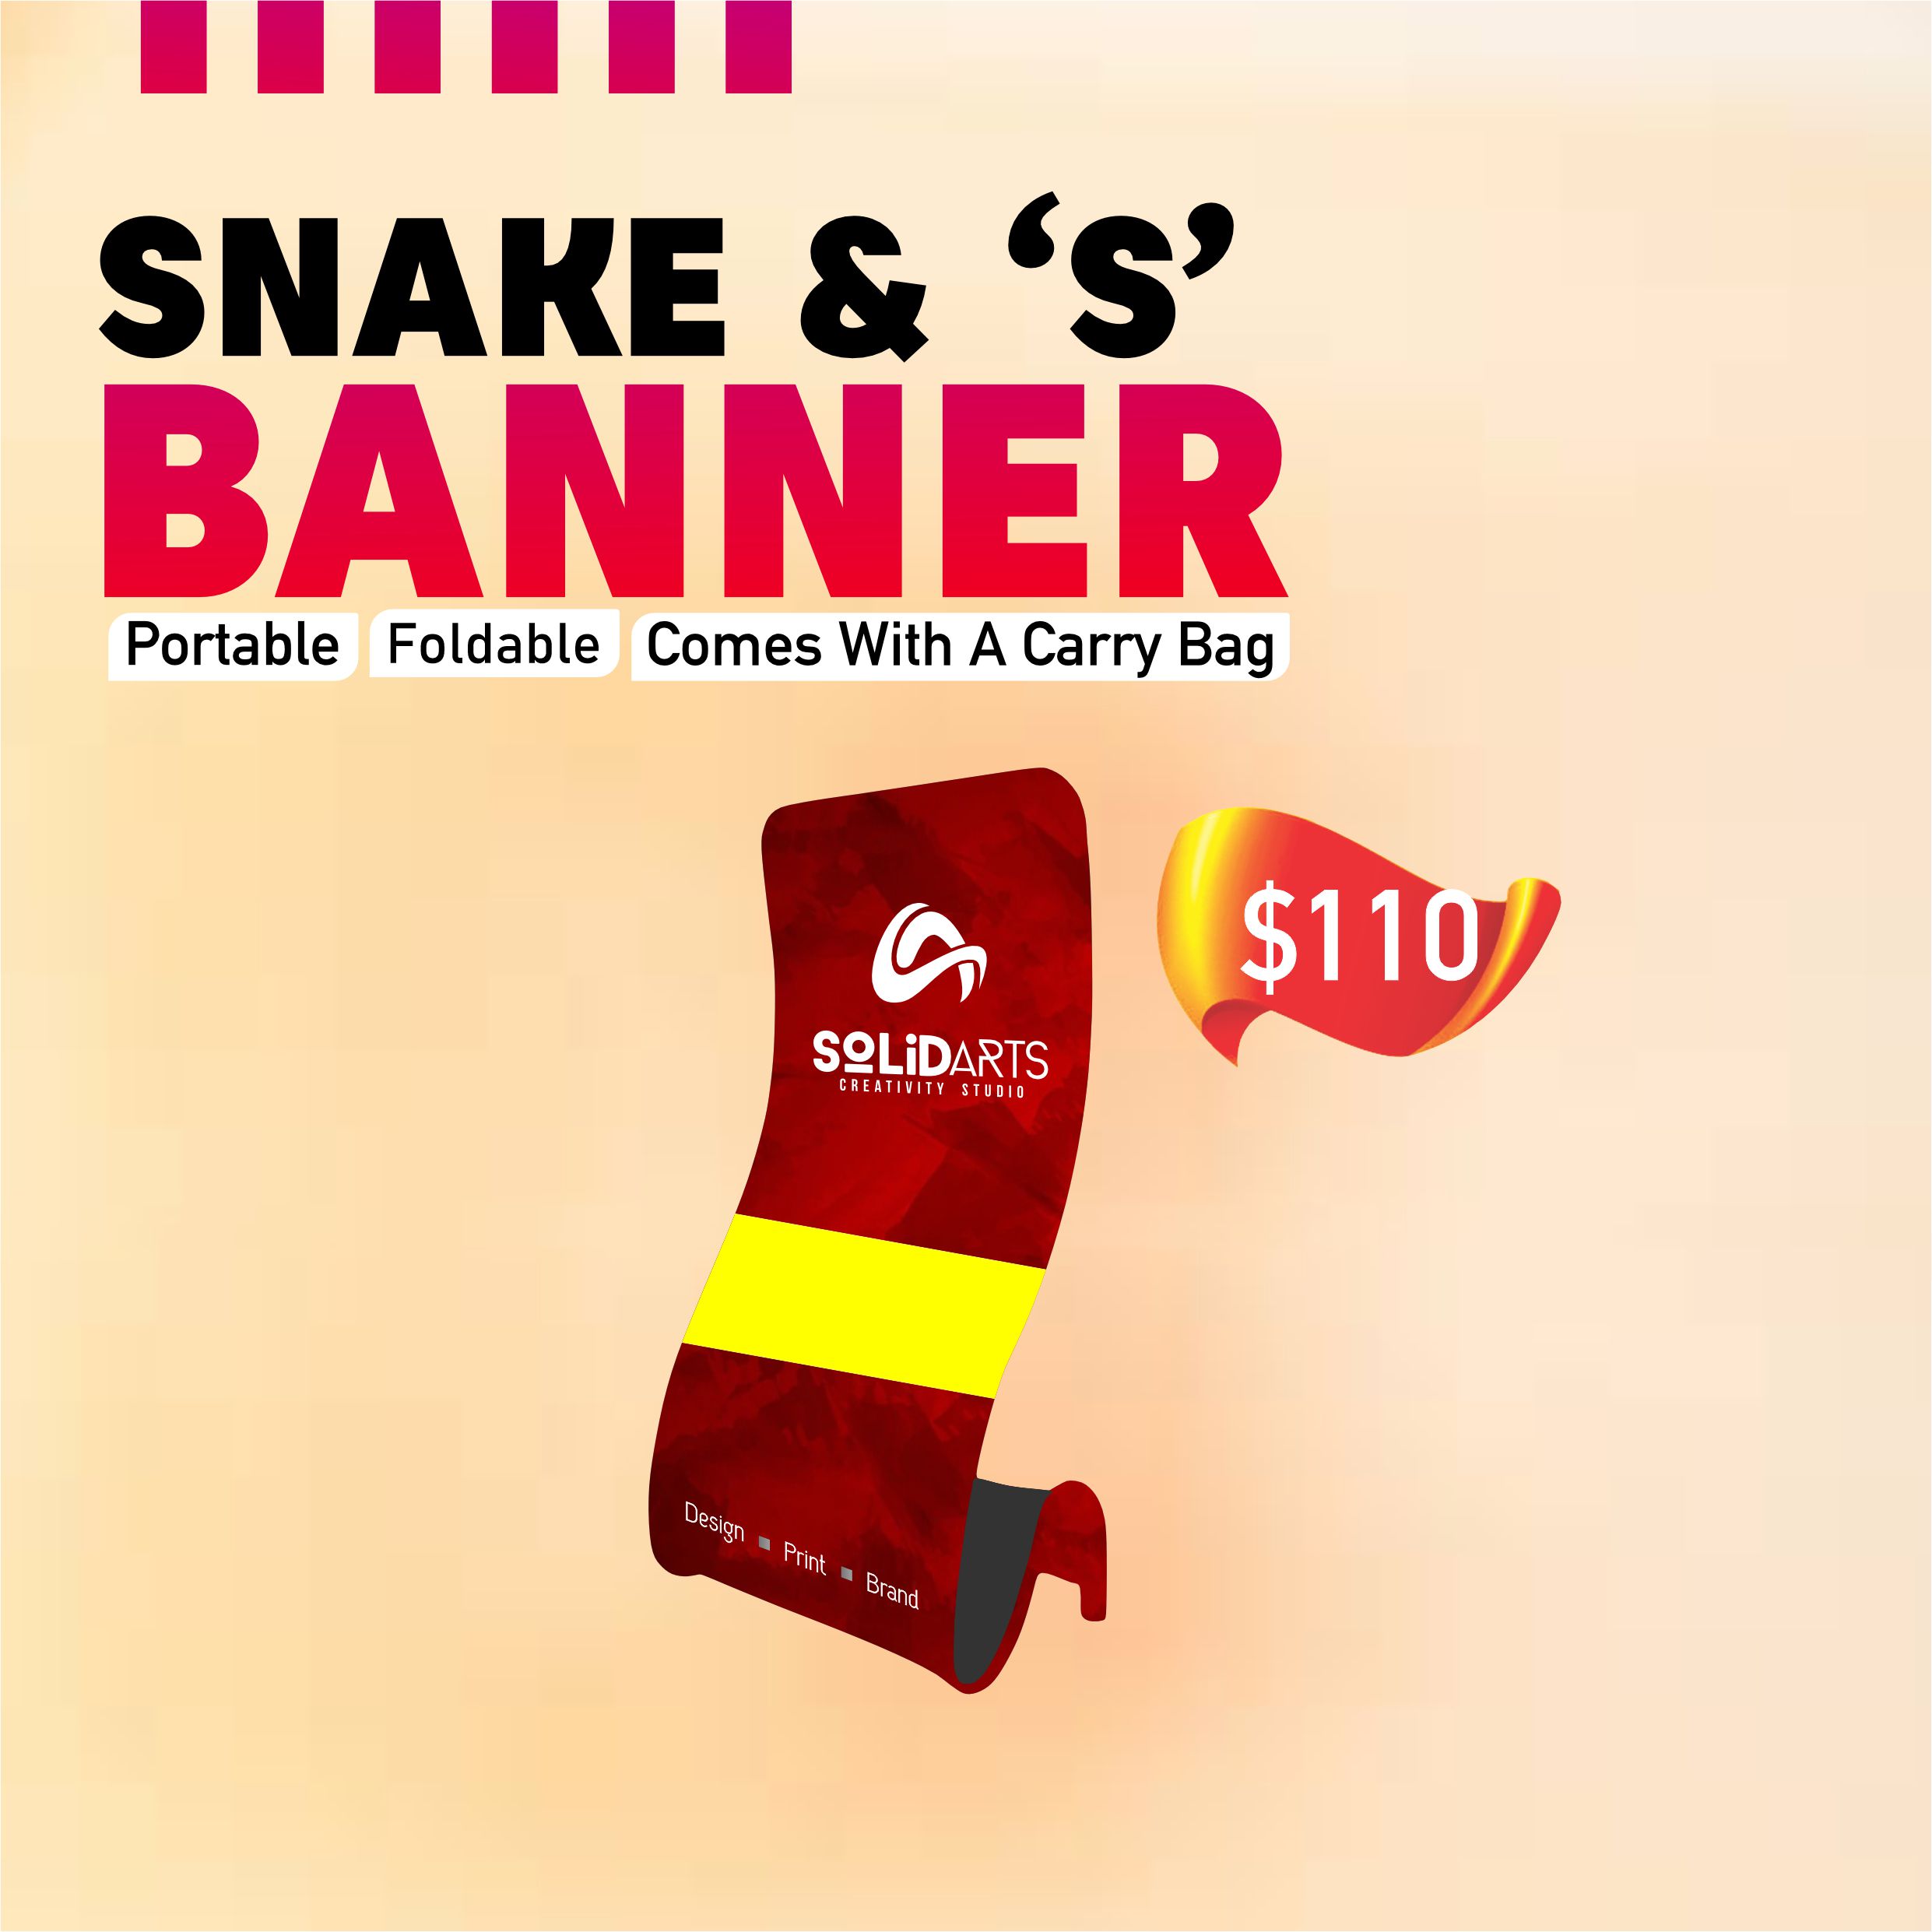 SNAKE & ‘S’
BANNER
Portable Foldable Comes With A Carry Bag
$110
SOLiDARTS
CREATIVITY STUDIO
Design ▪ Print ▪ Brand